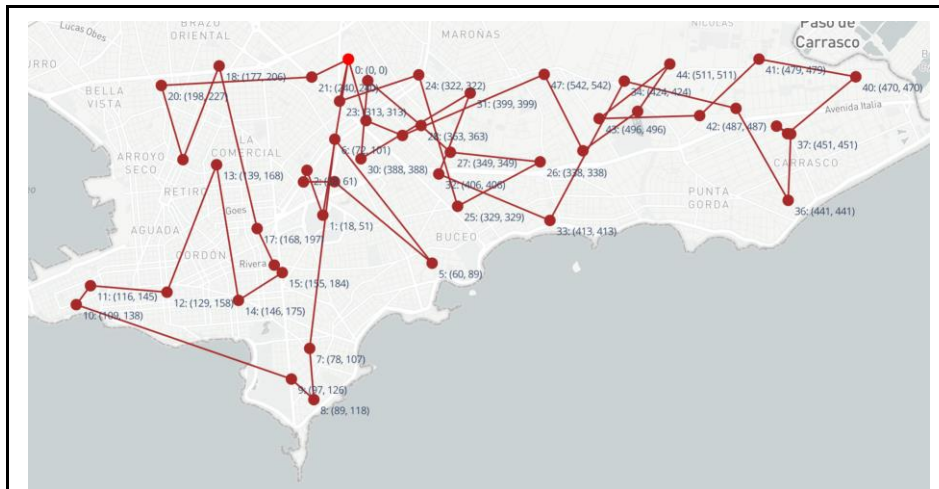 BRAZO
ORIENTAL
MAROÑAS
Paso de
Carrasco
Lucas Obes
0: (0, 0)
18: (177, 206)
21: (240, 240)
24: (322, 322)
47: (542, 542)
44: (511, 511)
41: (479, 479)
40: (470, 470)
BELLA
VISTA
20: (198, 227)
31: (399, 399)
34: (424, 424)
23: (313, 313)
Avenida Italia
43: (496, 496)
42: (487, 487)
LA
COMERCIAL
28: (363, 363)
37: (451, 451)
ARROYO
SECO
6: (72, 101)
27: (349, 349)
26: (338, 338)
CARRASCO
13: (139, 168)
30: (388, 388)
32: (406, 406)
RETIRO
PUNTA
GORDA
Goes
36: (441, 441)
1: (18, 51)
25: (329, 329)
AGUADA
33: (413, 413)
17: (168, 197)
BUCEO
CORDÓN
Rivera
5: (60, 89)
15: (155, 184)
11: (116, 145)
12: (129, 158)
14: (146, 175)
10: (109, 138)
7: (78, 107)
9: (97, 126)
8: (89, 118)